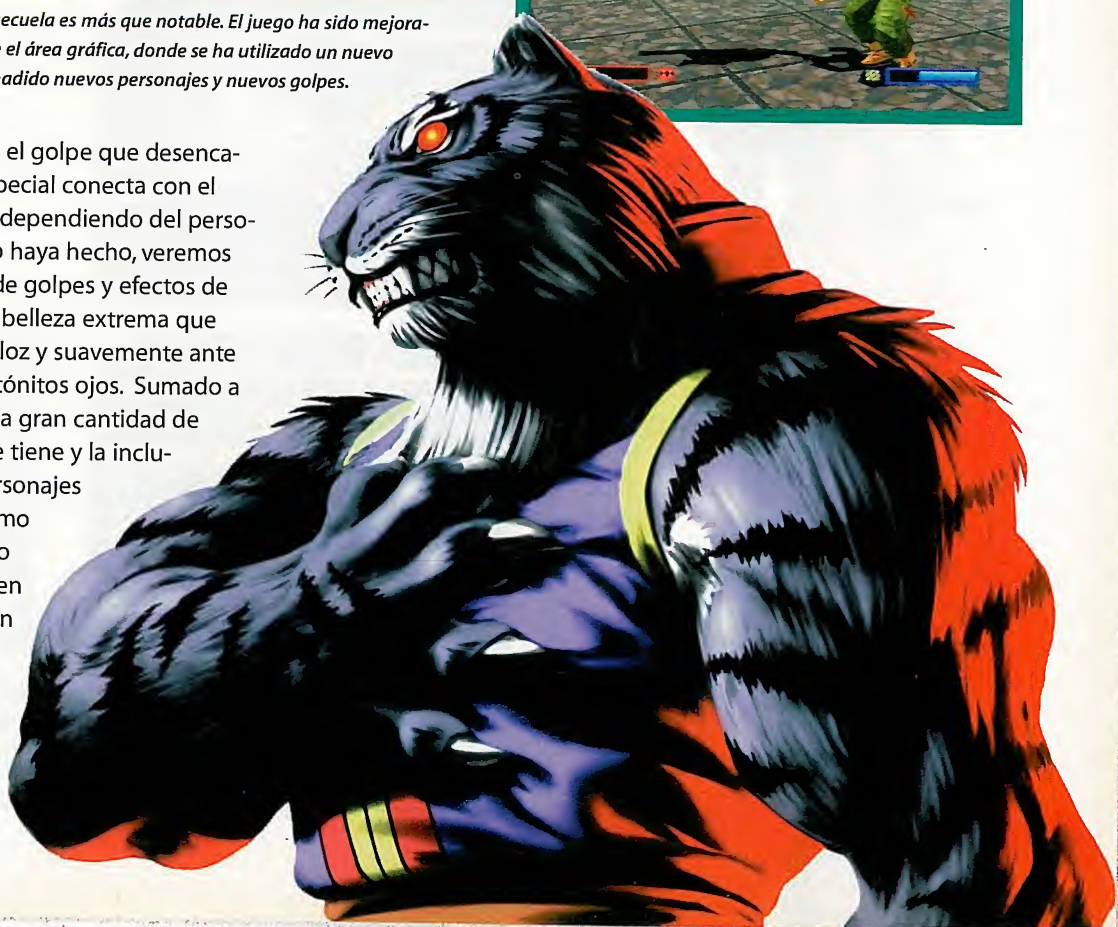 ecuela es más que notable. El juego ha sido mejora-
e el área gráfica, donde se ha utilizado un nuevo
adido nuevos personajes y nuevos golpes.
el golpe que desenca-
pecial conecta con el
dependiendo del perso-
o haya hecho, veremos
de golpes y efectos de
belleza extrema que
loz y suavemente ante
tónitos ojos. Sumado a
a gran cantidad de
e tiene y la inclu-
rsonajes
mo
o
en
n